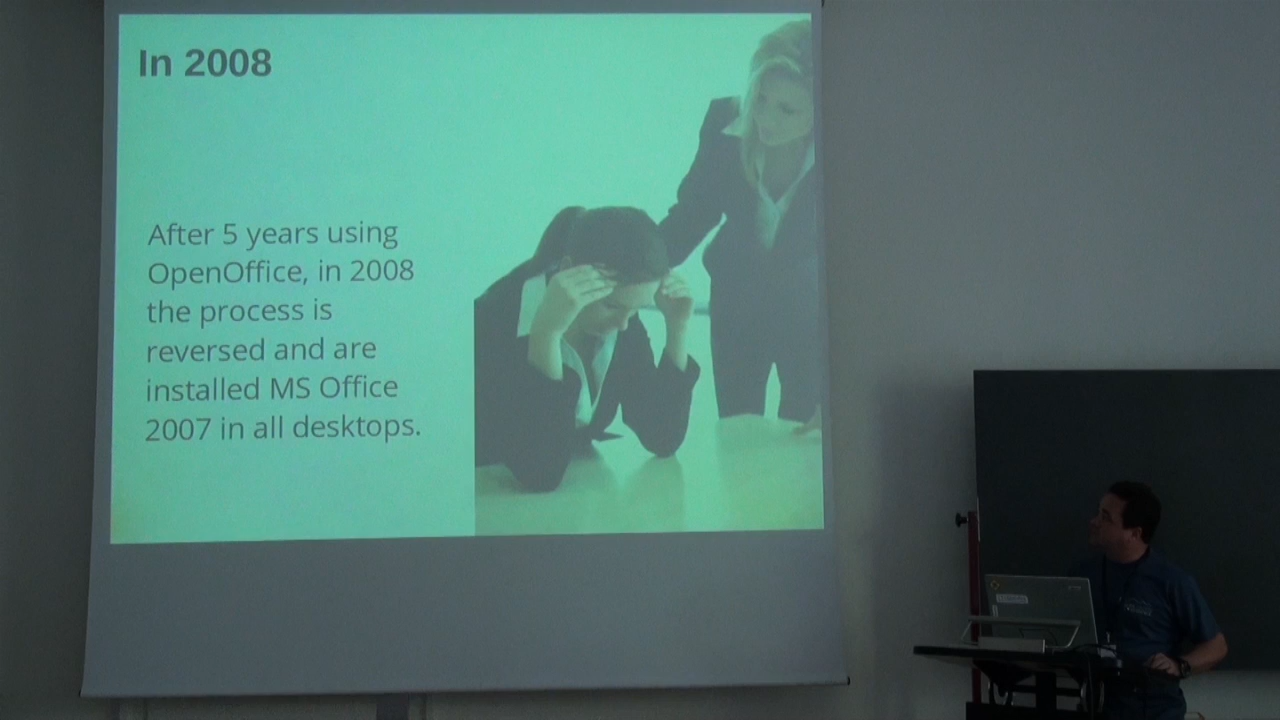 In 2008
After 5 years using
OpenOffice, in 2008
the process is
reversed and are
installed MS Office
2007 in all desktops.